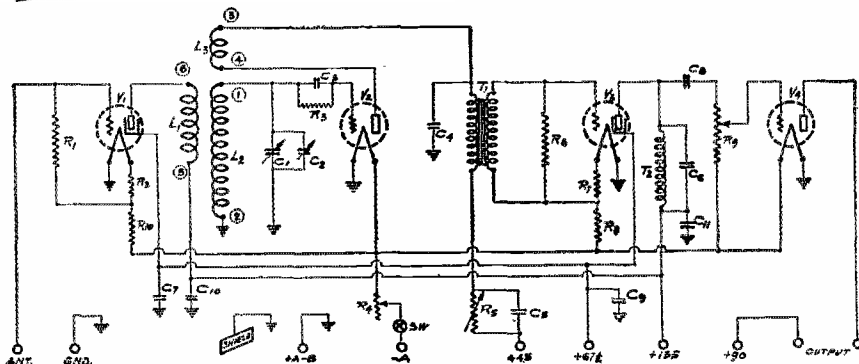 ③
L3
④
⑥
①
C3
T1
C8
V1
V2
V3
V4
R1
L1
R3
R6
R9
C4
L2
C1
C2
R2
R7
T2
C6
⑤
R10
②
R8
C11
C7
C10
R4
R5
C5
C9
SW
SHIELD
ANT.
GND.
+A-B
-A
+45
+67½
+135
+90
OUTPUT